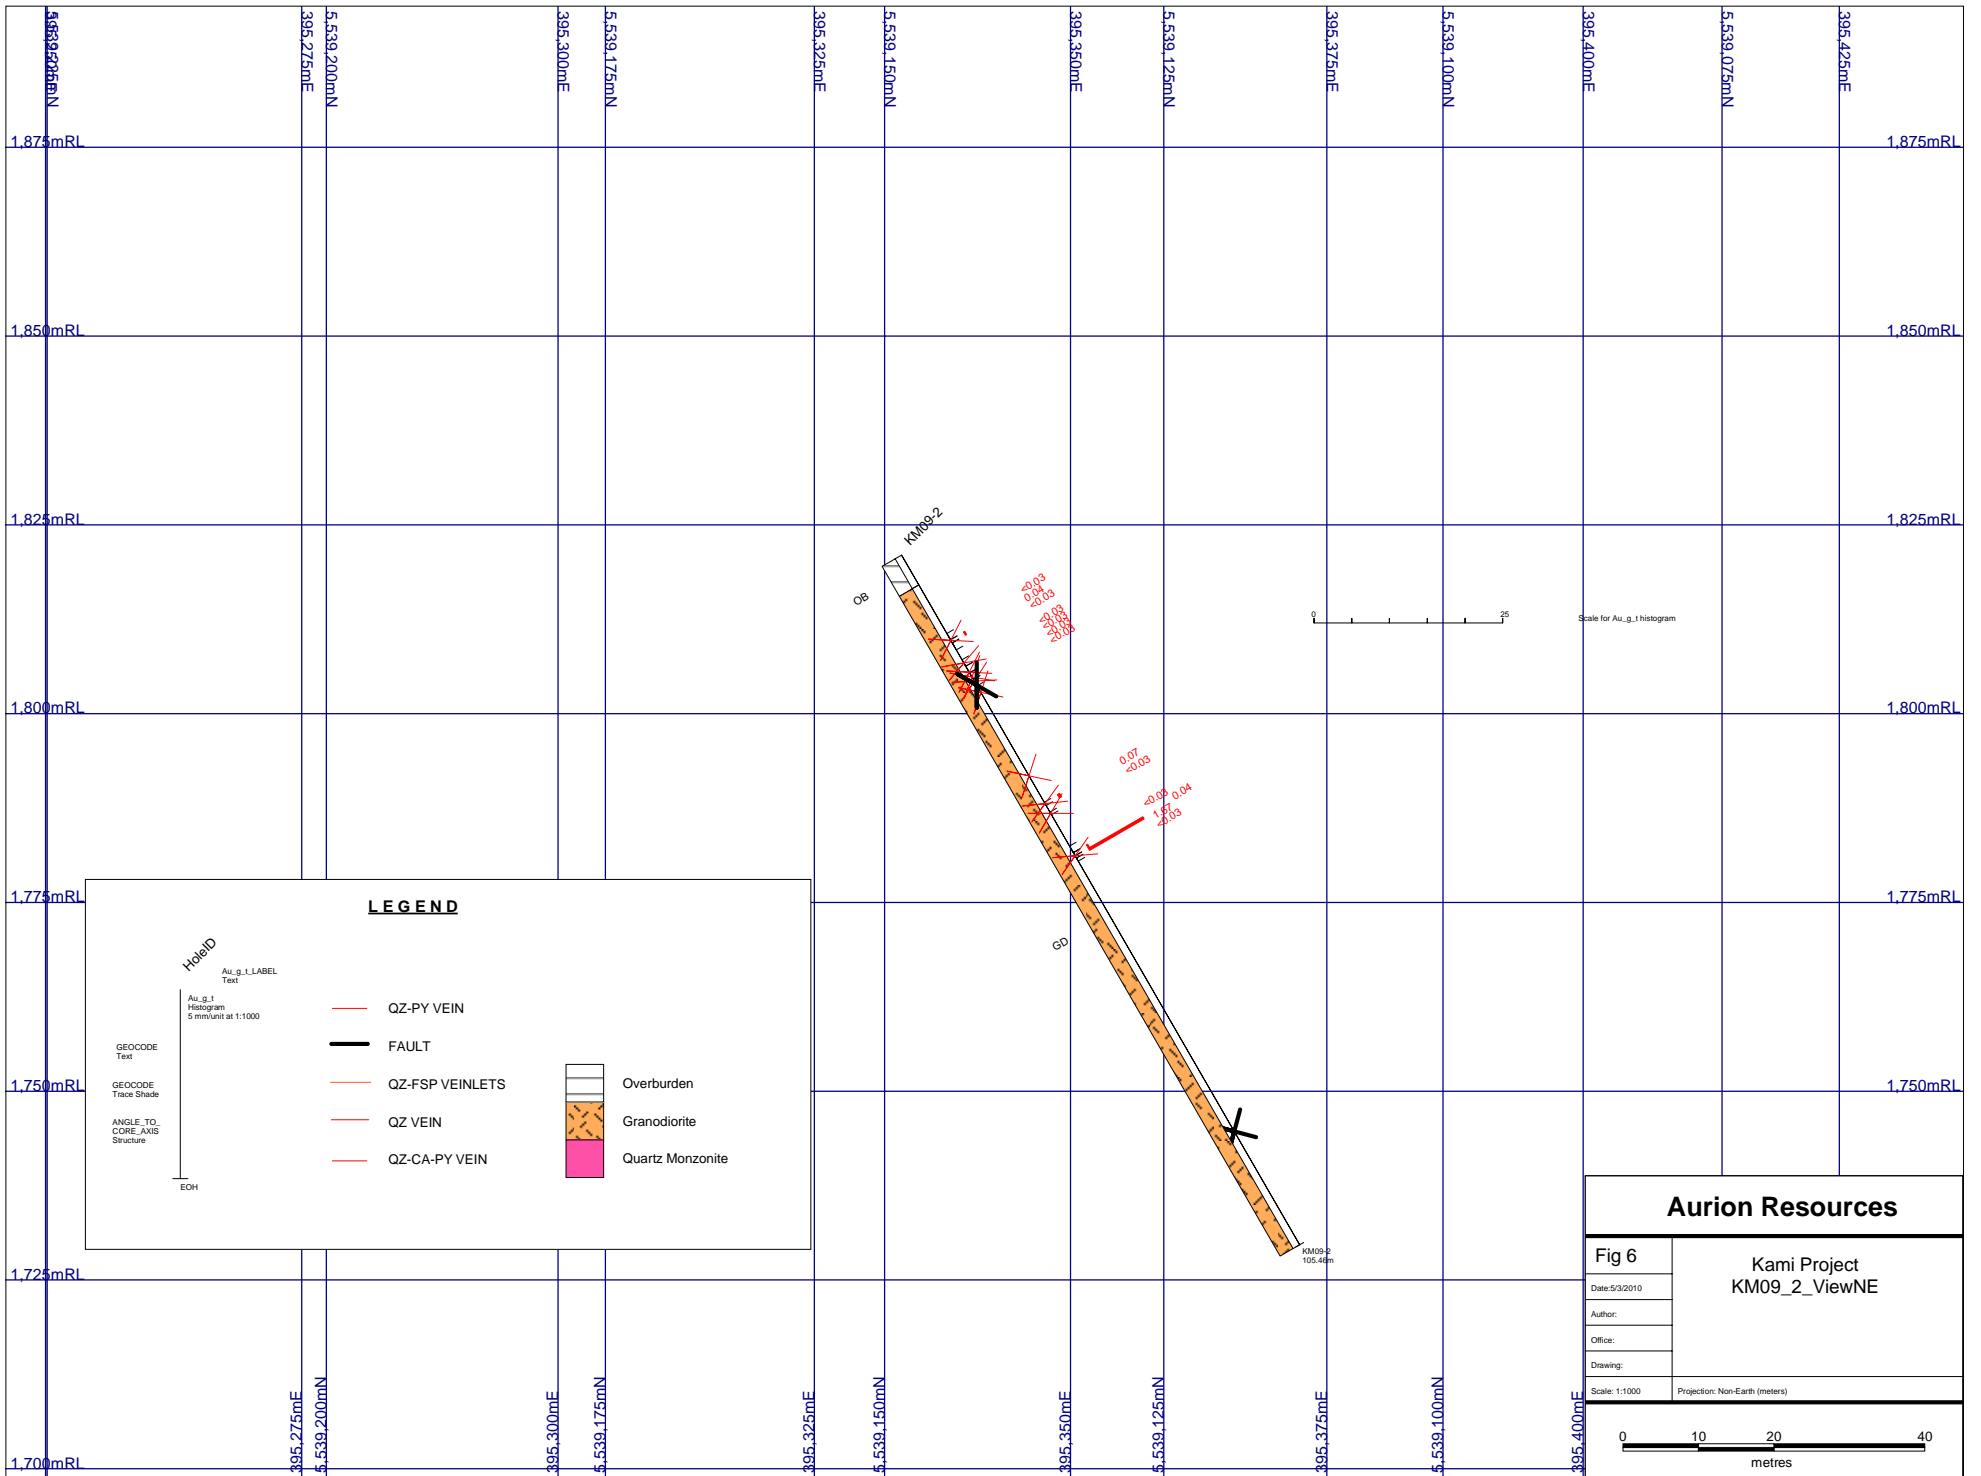 395,275mE
5,539,200mN
395,300mE
5,539,175mN
395,325mE
5,539,150mN
395,350mE
5,539,125mN
395,375mE
5,539,100mN
395,400mE
5,539,075mN
395,425mE
1,875mRL
1,875mRL
1,850mRL
1,850mRL
1,825mRL
1,825mRL
KM09-2
OB
<0.03
0.04
<0.03
<0.03
<0.03
<0.03
<0.03
0 25
Scale for Au_g_t histogram
1,800mRL
1,800mRL
0.07
<0.03
<0.03 0.04
1.67
<0.03
1,775mRL
1,775mRL
GD
LEGEND
HoleID
Au_g_t_LABEL
Text
Au_g_t
Histogram
5 mm/unit at 1:1000
GEOCODE
Text
GEOCODE
Trace Shade
ANGLE_TO_
CORE_AXIS
Structure
EOH
QZ-PY VEIN
FAULT
QZ-FSP VEINLETS
QZ VEIN
QZ-CA-PY VEIN
Overburden
Granodiorite
Quartz Monzonite
1,750mRL
1,750mRL
KM09-2
105.46m
1,725mRL
1,700mRL
395,275mE
5,539,200mN
395,300mE
5,539,175mN
395,325mE
5,539,150mN
395,350mE
5,539,125mN
395,375mE
5,539,100mN
395,400mE
Aurion Resources
Fig 6
Kami Project
KM09_2_ViewNE
Date:5/3/2010
Author:
Office:
Drawing:
Scale: 1:1000
Projection: Non-Earth (meters)
0 10 20 40
metres